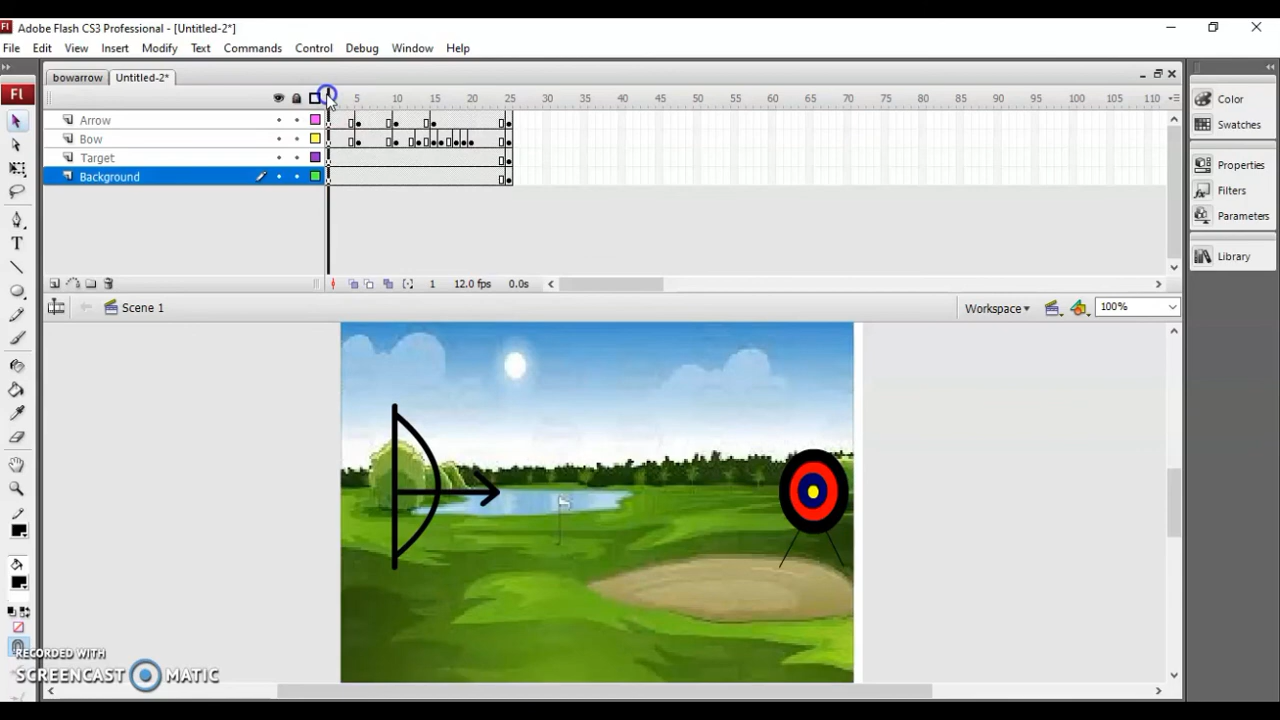 Fl Adobe Flash CS3 Professional - [Untitled-2*]
File Edit View Insert Modify Text Commands Control Debug Window Help
bowarrow Untitled-2*
Fl
5 10 15 20 25 30 35 40 45 50 55 60 65 70 75 80 85 90 95 100 105 110
Arrow
Bow
Target
Background
1 12.0 fps 0.0s
Scene 1
Workspace 100%
Color
Swatches
Properties
Filters
Parameters
Library
T
RECORDED WITH
SCREENCAST MATIC